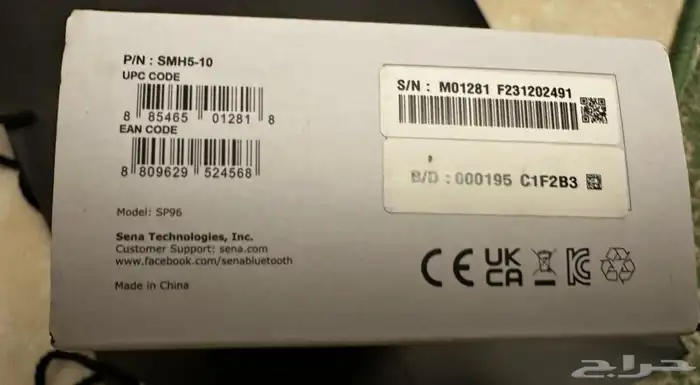 P/N : SMH5-10
UPC CODE
8 85465 01281 8
EAN CODE
8 809629 524568
Model: SP96
Sena Technologies, Inc.
Customer Support: sena.com
www.facebook.com/senabluetooth
Made in China
S/N : M01281 F231202491
B/D : 000195 C1F2B3
CE
UK
CA
حراج